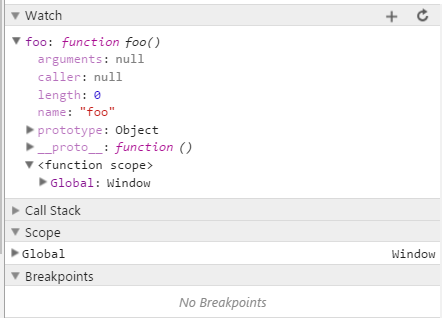 Watch
foo: function foo()
arguments: null
caller: null
length: 0
name: "foo"
prototype: Object
__proto__: function ()
<function scope>
Global: Window
Call Stack
Scope
Global Window
Breakpoints
No Breakpoints